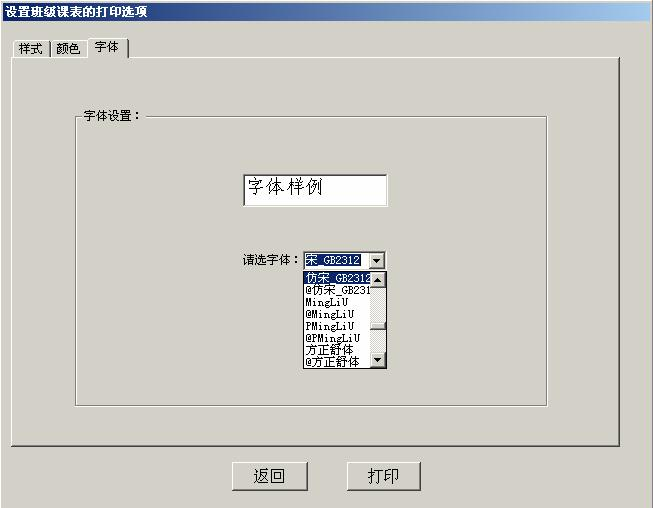 设置班级课表的打印选项
样式 颜色 字体
字体设置：
字体样例
请选字体： 宋_GB2312
仿宋_GB2312
@仿宋_GB231
MingLiU
@MingLiU
PMingLiU
@PMingLiU
方正舒体
@方正舒体
返回 打印